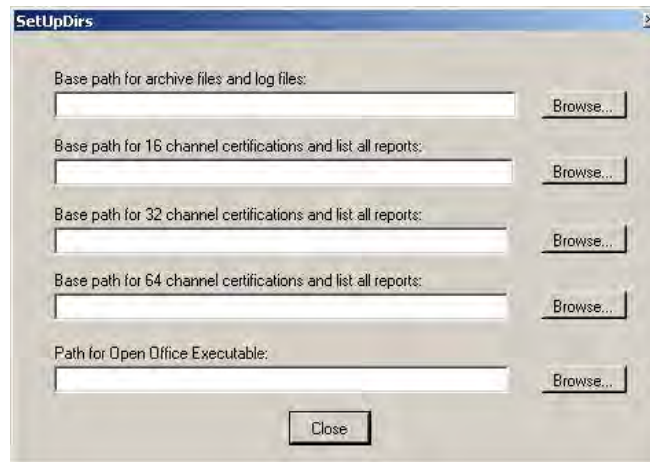 SetUpDirs
Base path for archive files and log files:
Browse...
Base path for 16 channel certifications and list all reports:
Browse...
Base path for 32 channel certifications and list all reports:
Browse...
Base path for 64 channel certifications and list all reports:
Browse...
Path for Open Office Executable:
Browse...
Close